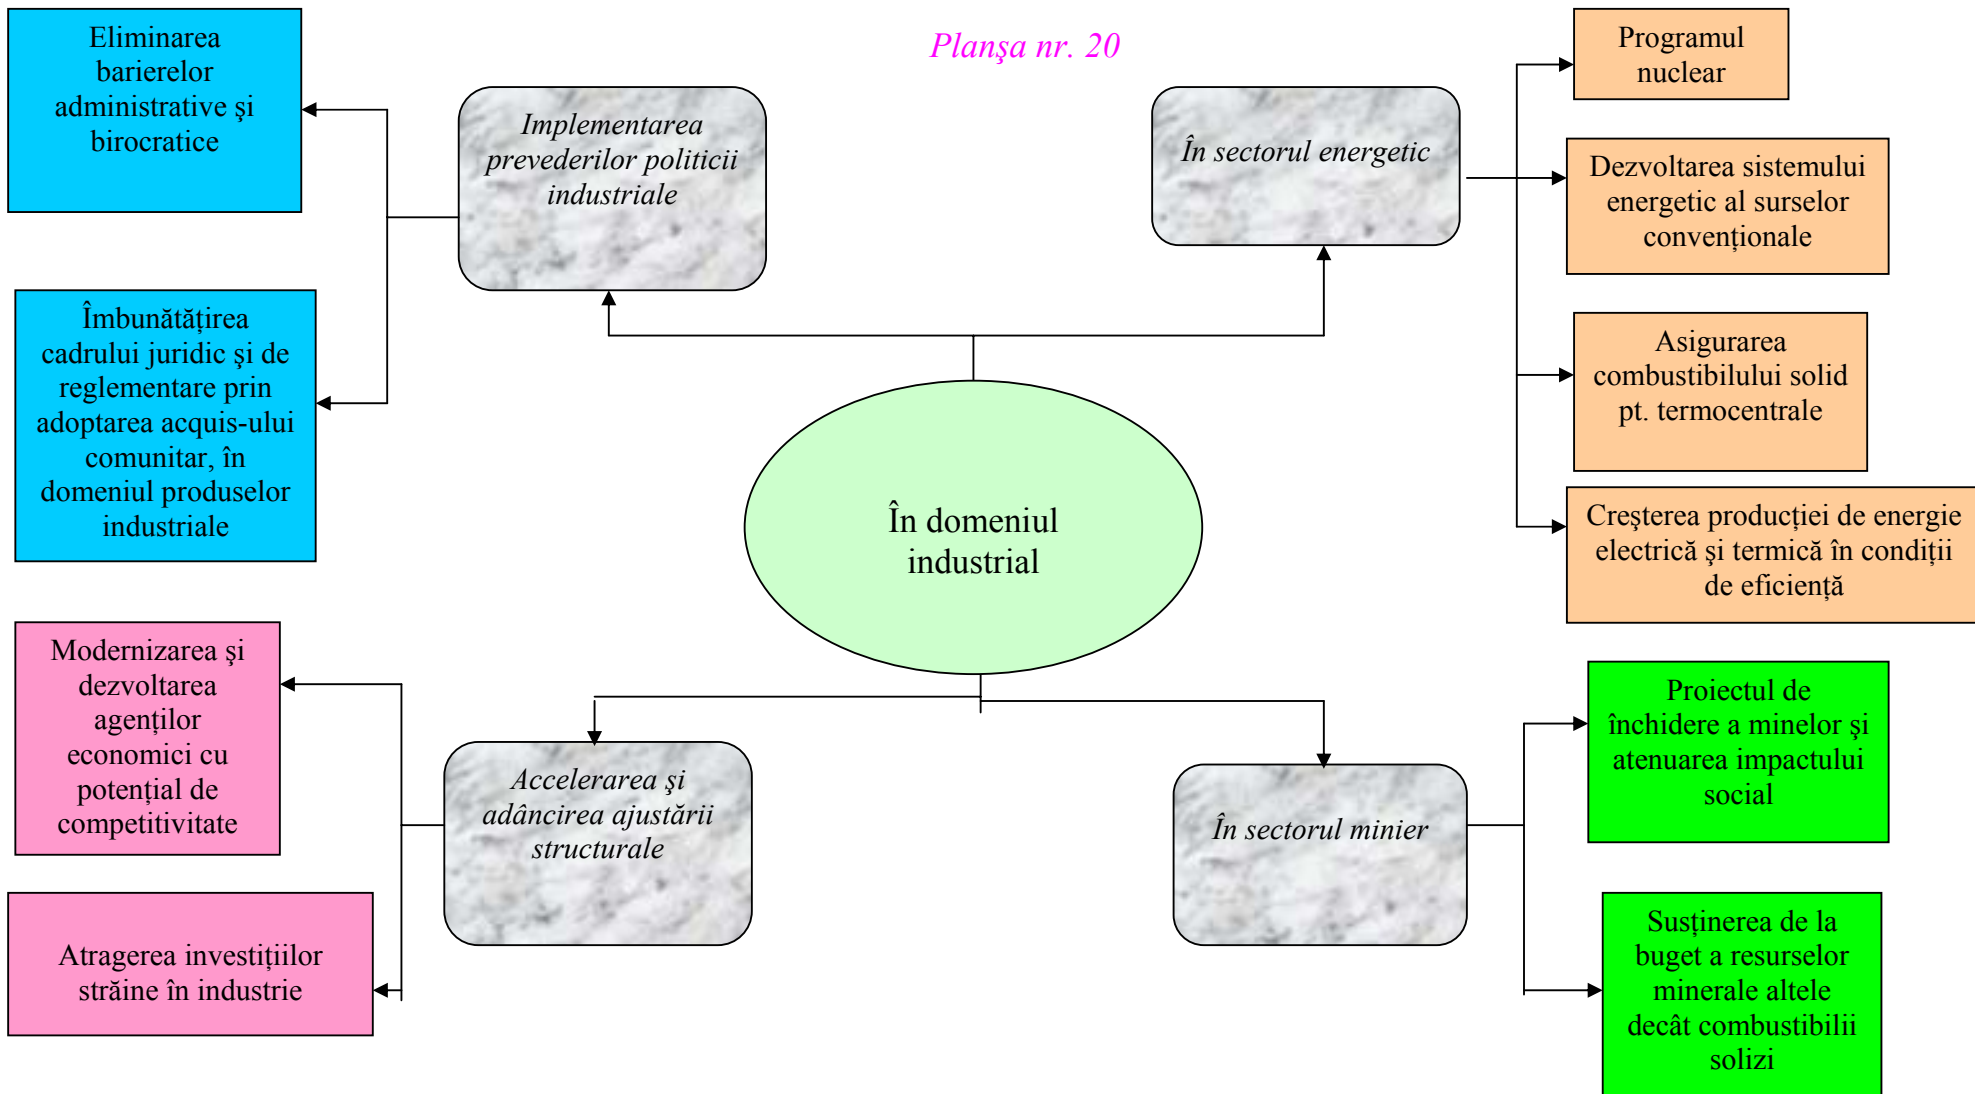 Planşa nr. 20
Eliminarea
barierelor
administrative şi
birocratice
Îmbunătăţirea
cadrului juridic şi de
reglementare prin
adoptarea acquis-ului
comunitar, în
domeniul produselor
industriale
Implementarea
prevederilor politicii
industriale
În sectorul energetic
Programul
nuclear
Dezvoltarea sistemului
energetic al surselor
convenţionale
Asigurarea
combustibilului solid
pt. termocentrale
Creşterea producţiei de energie
electrică şi termică în condiţii
de eficienţă
În domeniul
industrial
Modernizarea şi
dezvoltarea
agenţilor
economici cu
potenţial de
competitivitate
Atragerea investiţiilor
străine în industrie
Accelerarea şi
adâncirea ajustării
structurale
În sectorul minier
Proiectul de
închidere a minelor şi
atenuarea impactului
social
Susţinerea de la
buget a resurselor
minerale altele
decât combustibilii
solizi